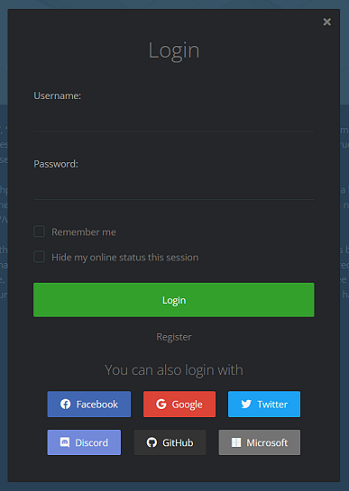 Login
Username:
Password:
Remember me
Hide my online status this session
Login
Register
You can also login with
Facebook Google Twitter
Discord GitHub Microsoft